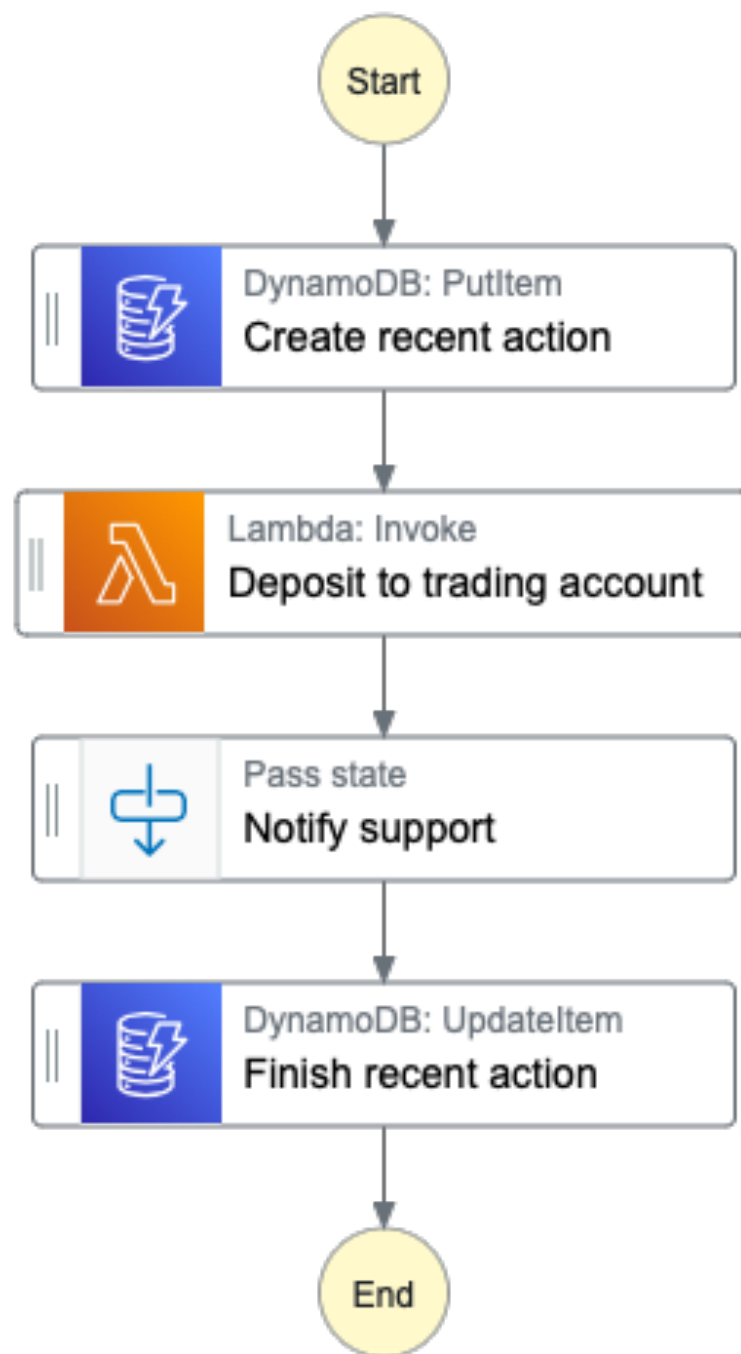 Start
DynamoDB: PutItem
Create recent action
Lambda: Invoke
Deposit to trading account
Pass state
Notify support
DynamoDB: UpdateItem
Finish recent action
End